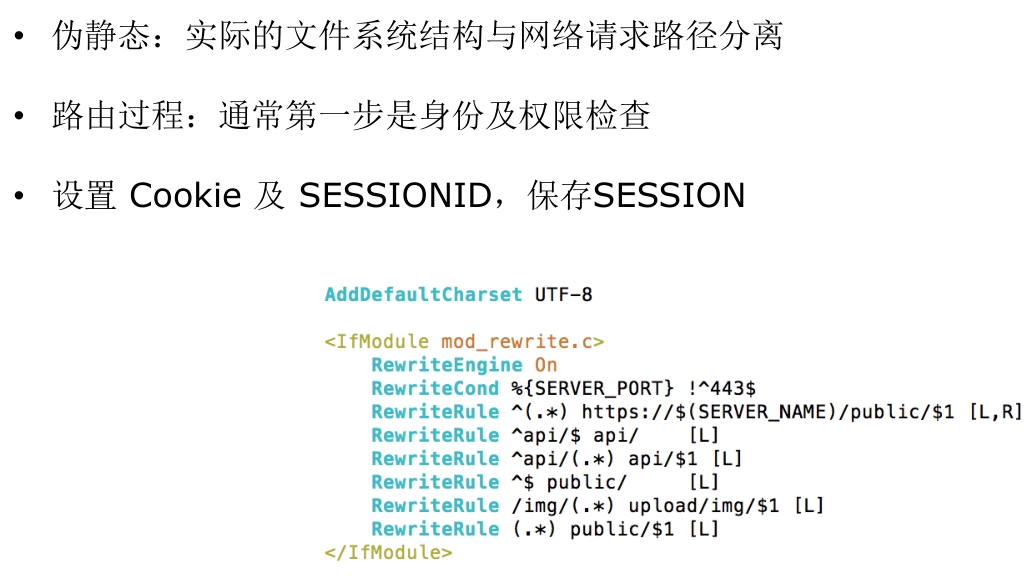 • 伪静态：实际的文件系统结构与网络请求路径分离
• 路由过程：通常第一步是身份及权限检查
• 设置 Cookie 及 SESSIONID，保存SESSION
AddDefaultCharset UTF-8
<IfModule mod_rewrite.c>
RewriteEngine On
RewriteCond %{SERVER_PORT} !^443$
RewriteRule ^(.*) https://$(SERVER_NAME)/public/$1 [L,R]
RewriteRule ^api/$ api/ [L]
RewriteRule ^api/(.*) api/$1 [L]
RewriteRule ^$ public/ [L]
RewriteRule /img/(.*) upload/img/$1 [L]
RewriteRule (.*) public/$1 [L]
</IfModule>